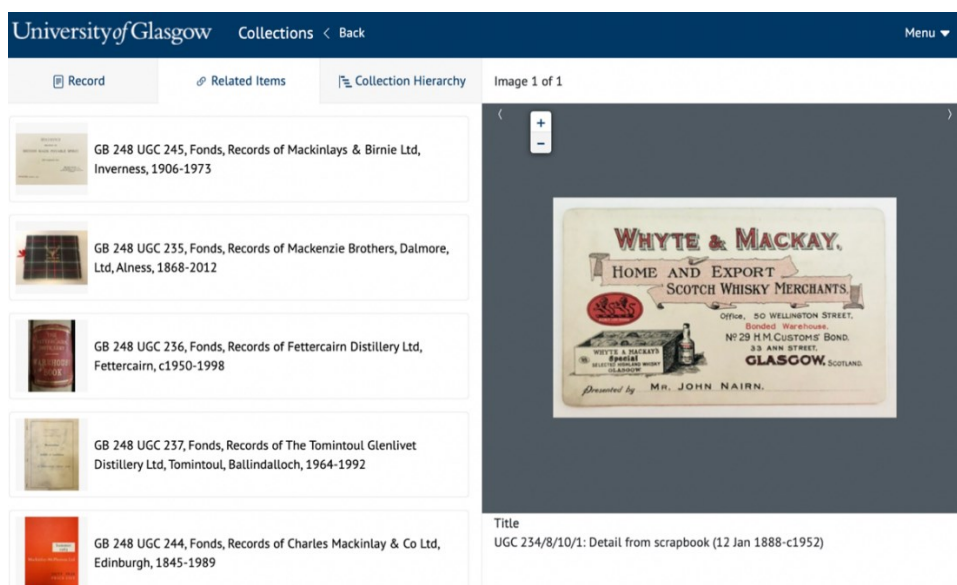 University of Glasgow Collections < Back
Menu
Record
Related Items
Collection Hierarchy
GB 248 UGC 245, Fonds, Records of Mackinlays & Birnie Ltd,
Inverness, 1906-1973
GB 248 UGC 235, Fonds, Records of Mackenzie Brothers, Dalmore,
Ltd, Alness, 1868-2012
GB 248 UGC 236, Fonds, Records of Fettercairn Distillery Ltd,
Fettercairn, c1950-1998
WAREHOUSE
BOOK
GB 248 UGC 237, Fonds, Records of The Tomintoul Glenlivet
Distillery Ltd, Tomintoul, Ballindalloch, 1964-1992
GB 248 UGC 244, Fonds, Records of Charles Mackinlay & Co Ltd,
Edinburgh, 1845-1989
Image 1 of 1
+
−
WHYTE & MACKAY.
HOME AND EXPORT
SCOTCH WHISKY MERCHANTS.
Office, 50 WELLINGTON STREET.
Bonded Warehouse,
Nº 29 H.M. CUSTOMS BOND.
33 ANN STREET,
GLASGOW, SCOTLAND.
WHYTE & MACKAYS
Special
SELECTED HIGHLAND WHISKY
GLASGOW
Presented by MR. JOHN NAIRN.
Title
UGC 234/8/10/1: Detail from scrapbook (12 Jan 1888-c1952)